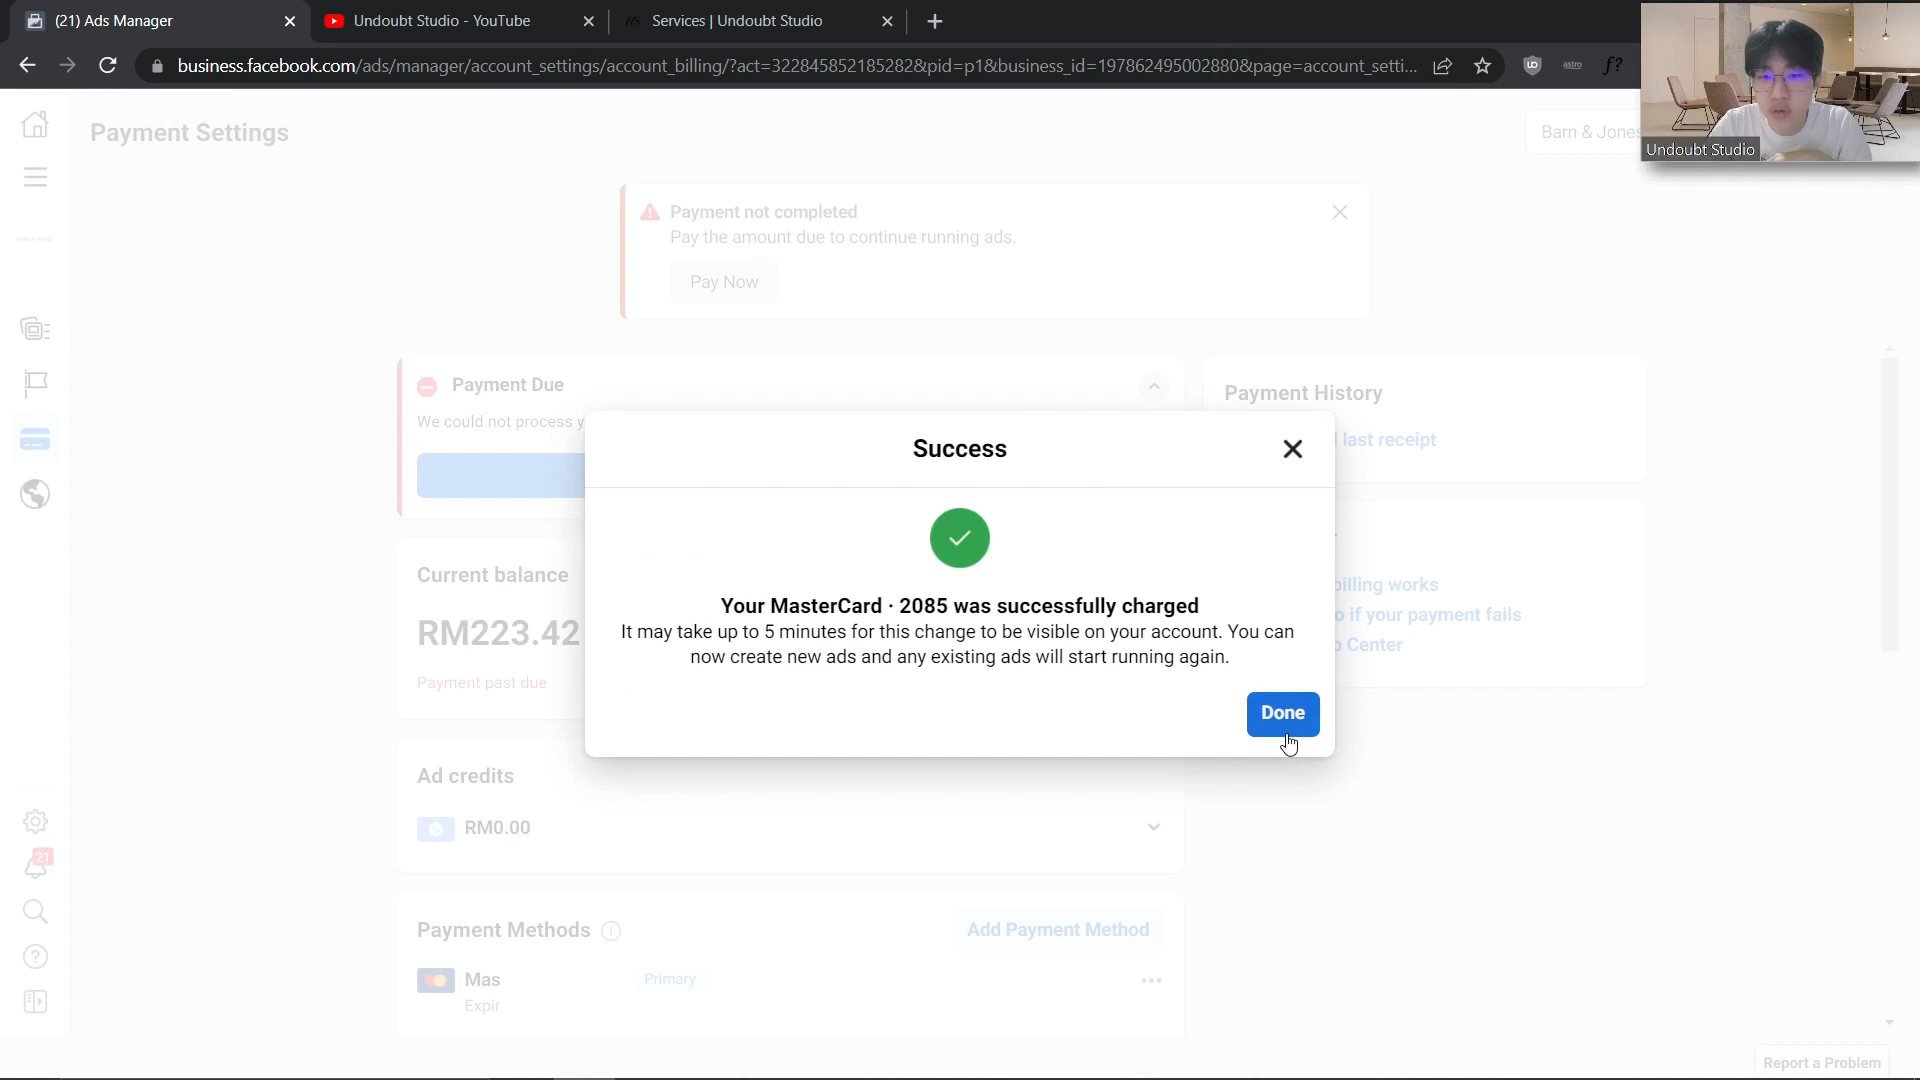 (21) Ads Manager
Undoubt Studio - YouTube
Services | Undoubt Studio
business.facebook.com/ads/manager/account_settings/account_billing/?act=322845852185282&pid=p1&business_id=197862495002880&page=account_setti...
astro
f?
Undoubt Studio
Payment Settings
Barn & Jones
Payment not completed
Pay the amount due to continue running ads.
Pay Now
Payment Due
We could not process
Payment History
last receipt
Success
Your MasterCard · 2085 was successfully charged
It may take up to 5 minutes for this change to be visible on your account. You can
now create new ads and any existing ads will start running again.
Done
Current balance
RM223.42
Payment past due
billing works
if your payment fails
Center
Ad credits
RM0.00
Payment Methods
Add Payment Method
Mas
Primary
Expir
21
Report a Problem